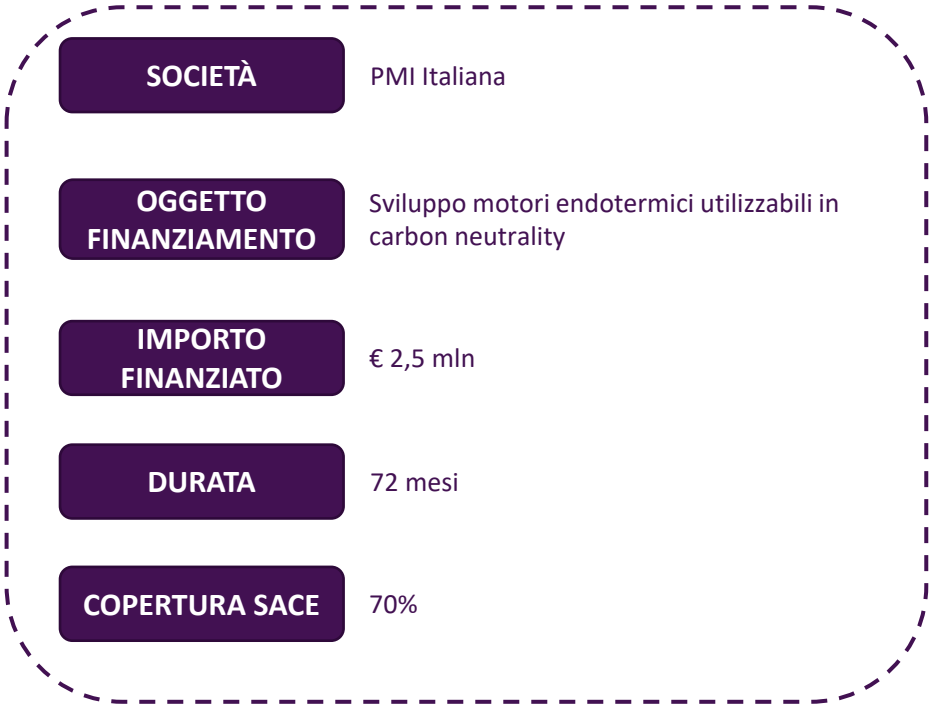 SOCIETÀ
PMI Italiana
OGGETTO
FINANZIAMENTO
Sviluppo motori endotermici utilizzabili in
carbon neutrality
IMPORTO
FINANZIATO
€ 2,5 mln
DURATA
72 mesi
COPERTURA SACE
70%